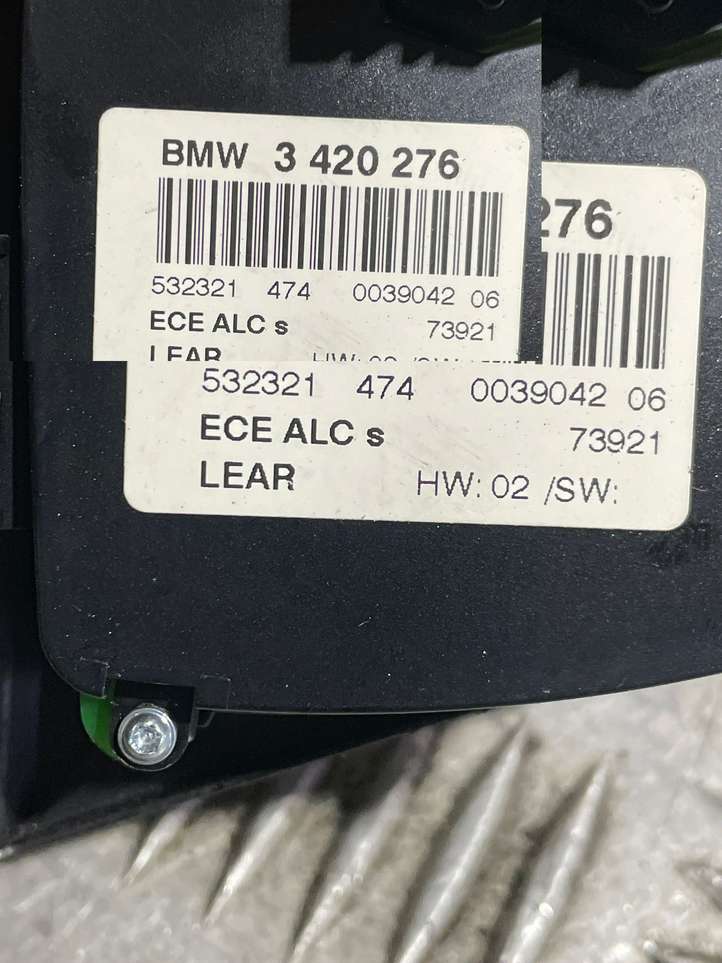 BMW 3 420 276
532321 474 0039042 06
ECE ALC s 73921
LEAR
276
532321 474 0039042 06
ECE ALC s 73921
LEAR HW: 02 /SW: